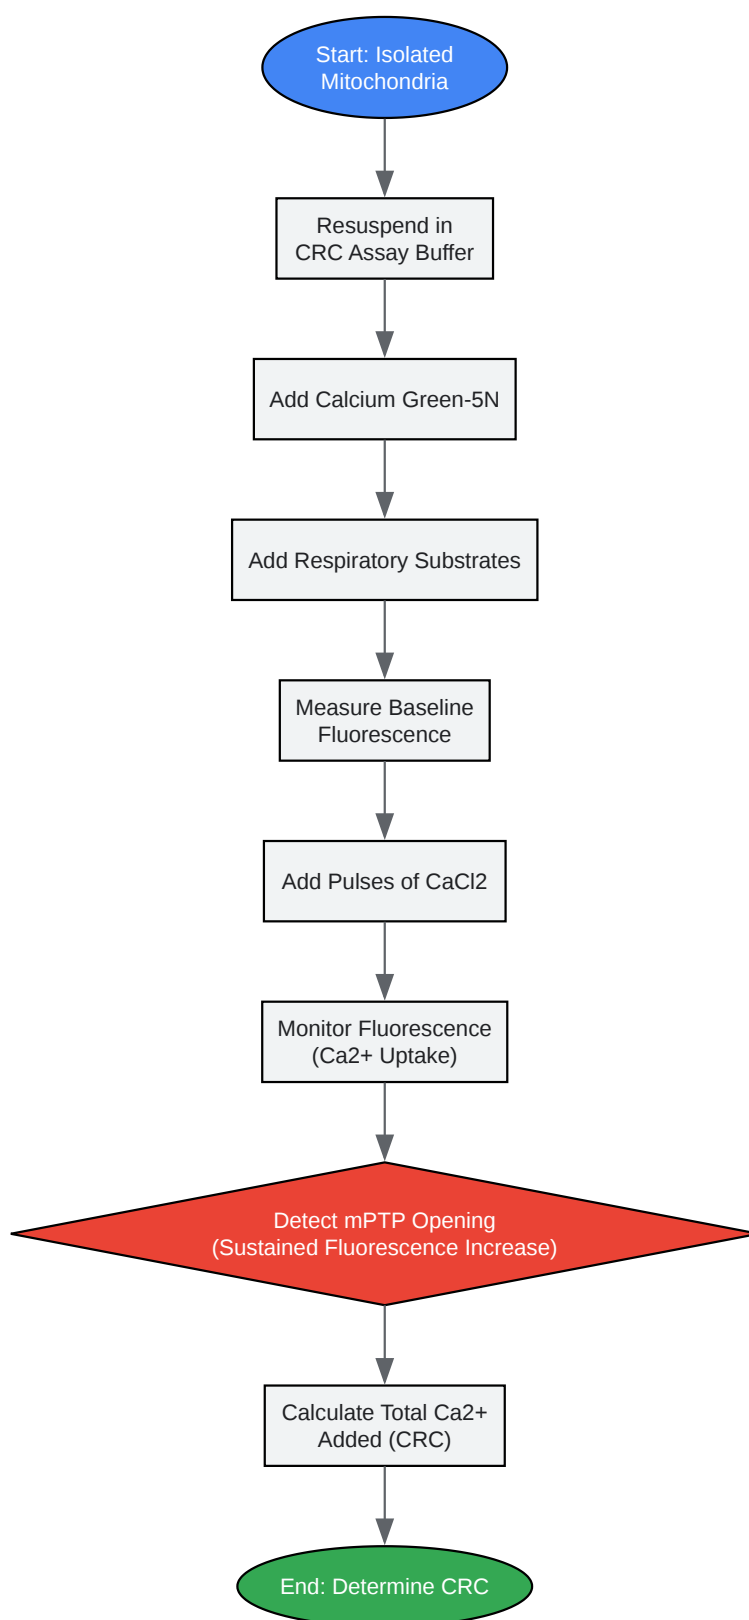 Start: Isolated
Mitochondria
Resuspend in
CRC Assay Buffer
Add Calcium Green-5N
Add Respiratory Substrates
Measure Baseline
Fluorescence
Add Pulses of CaCl2
Monitor Fluorescence
(Ca2+ Uptake)
Detect mPTP Opening
(Sustained Fluorescence Increase)
Calculate Total Ca2+
Added (CRC)
End: Determine CRC